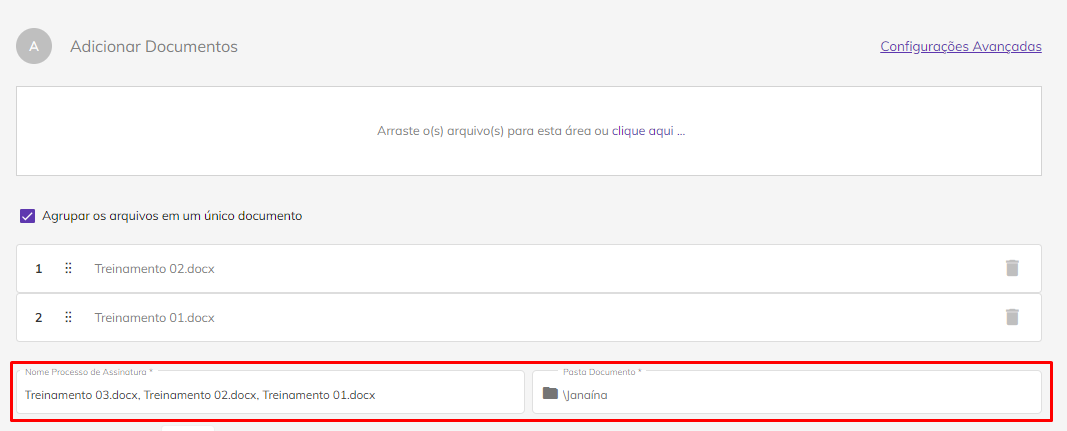 A
Adicionar Documentos
Configurações Avançadas
Arraste o(s) arquivo(s) para esta área ou clique aqui ...
Agrupar os arquivos em um único documento
1 Treinamento 02.docx
2 Treinamento 01.docx
Nome Processo de Assinatura *
Treinamento 03.docx, Treinamento 02.docx, Treinamento 01.docx
Pasta Documento *
\Janaína